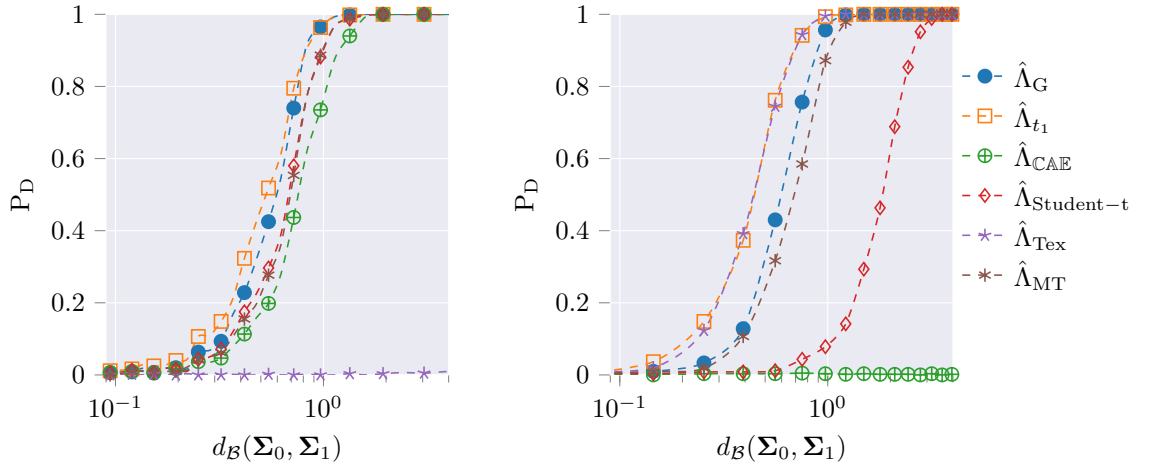 1
0.8
0.6
0.4
0.2
0
P_D
10^{-1}
10^0
d_ℬ(Σ_0, Σ_1)
1
0.8
0.6
0.4
0.2
0
P_D
10^{-1}
10^0
d_ℬ(Σ_0, Σ_1)
Λ̂_G
Λ̂_{t_1}
Λ̂_{ℂ𝔸𝔼}
Λ̂_{Student−t}
Λ̂_{Tex}
Λ̂_{MT}